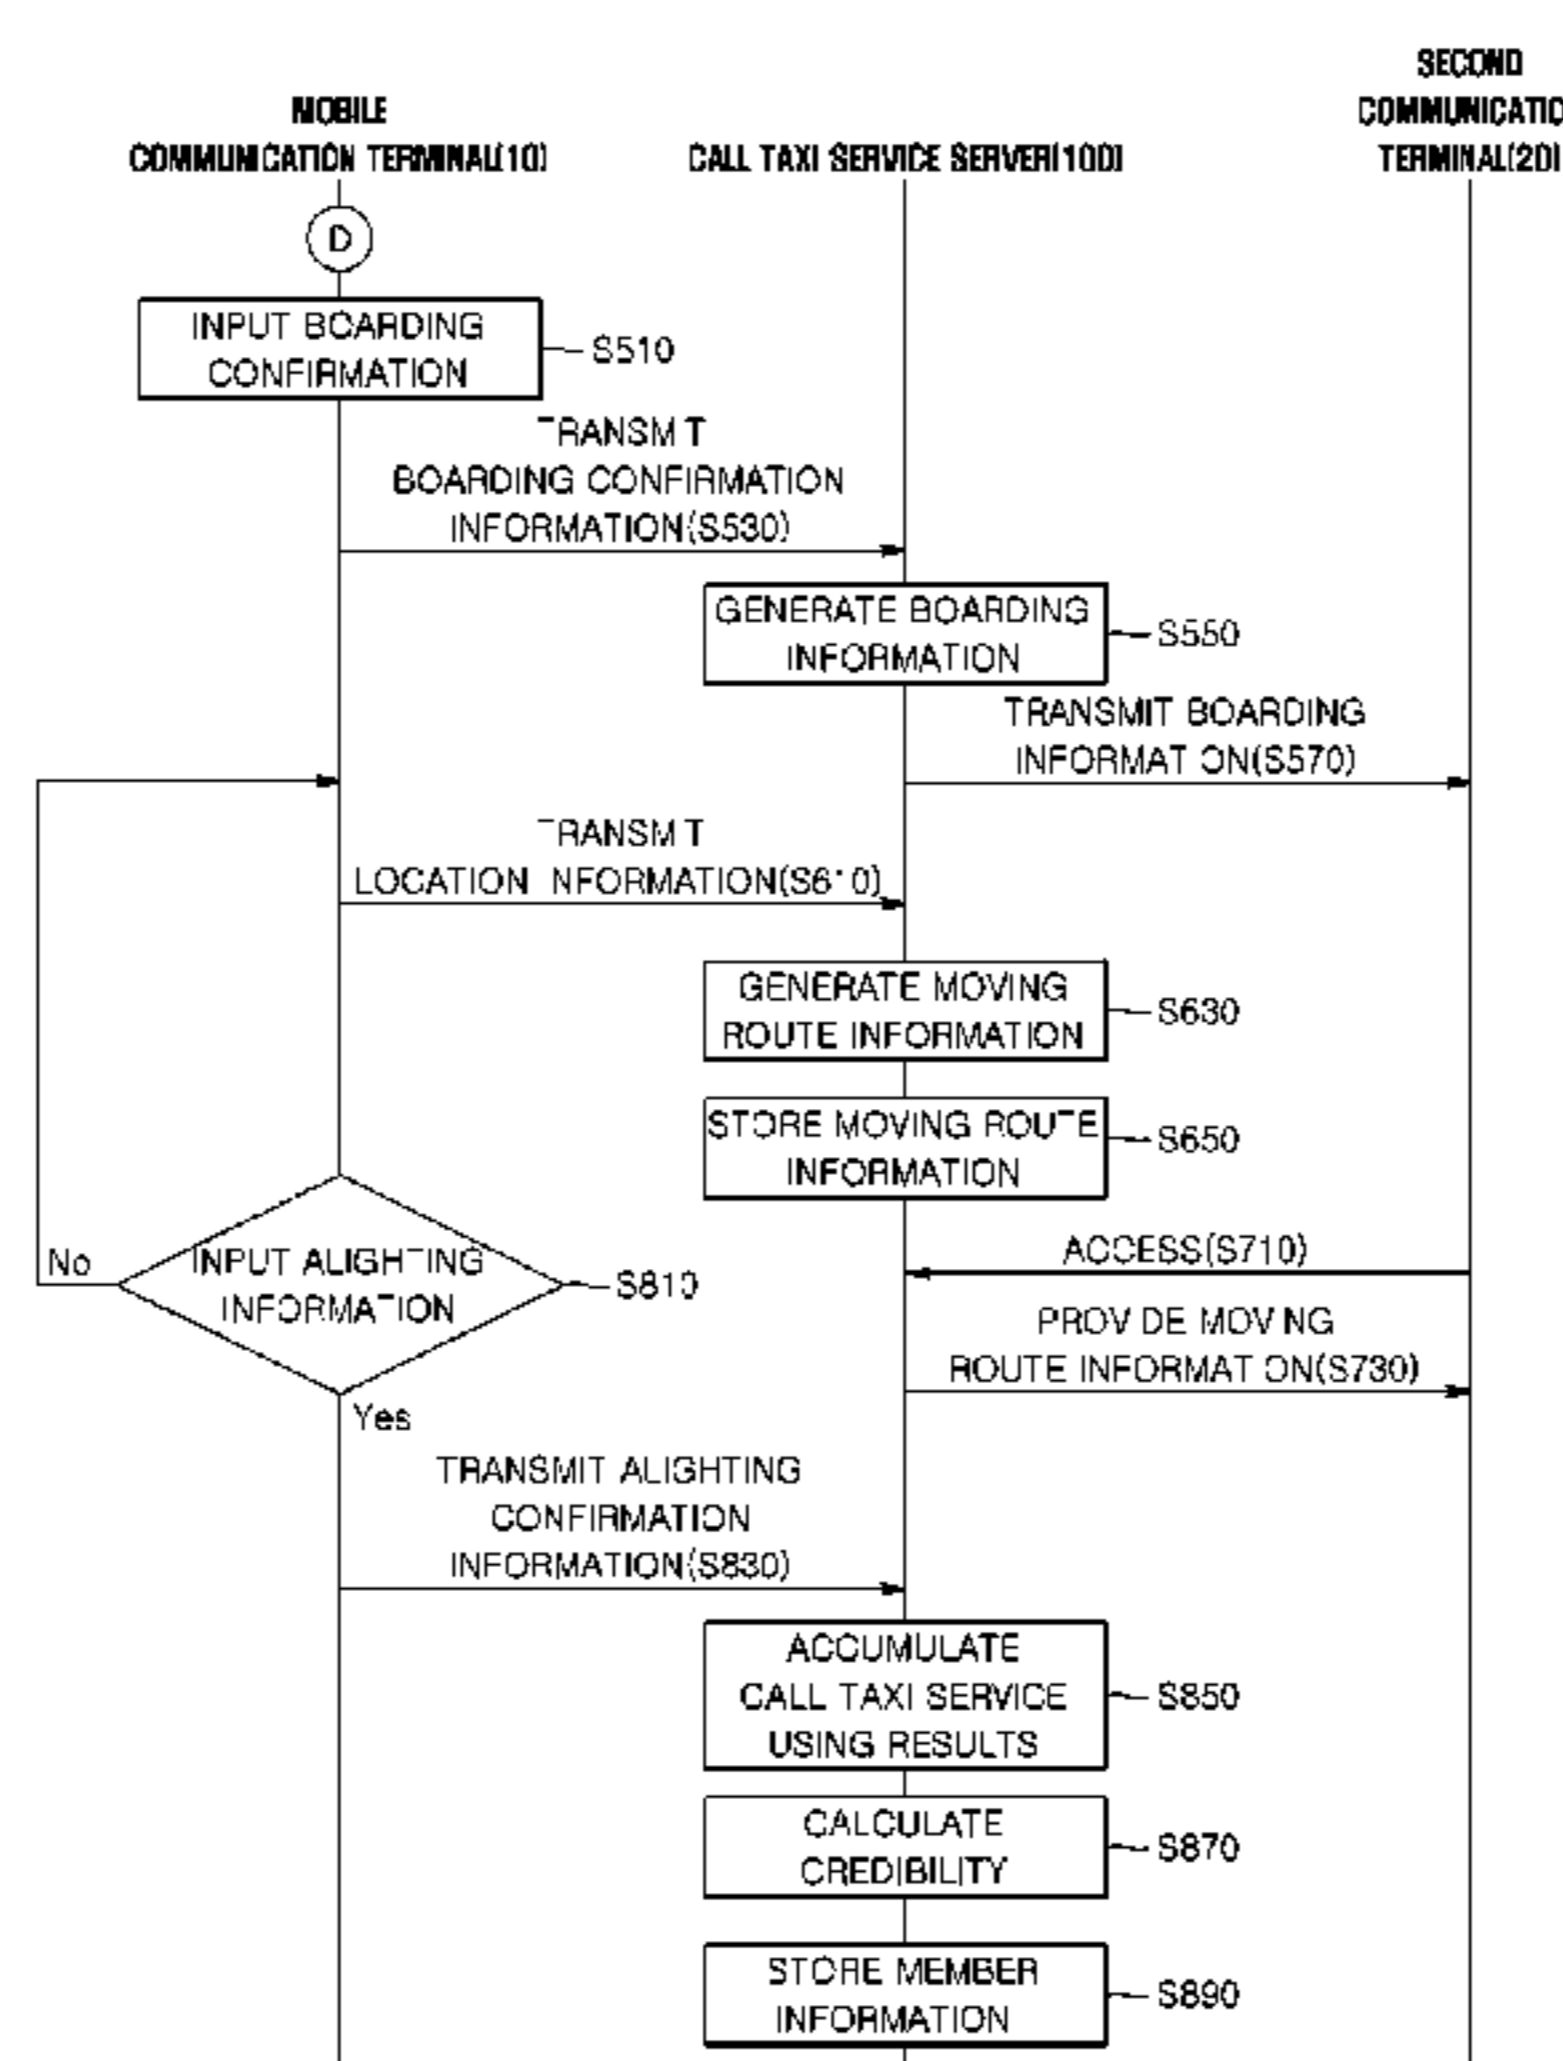 MOBILE
COMMUNICATION TERMINAL(10)
CALL TAXI SERVICE SERVER(100)
SECOND
COMMUNICATIO
TERMINAL(20)
D
INPUT BOARDING
CONFIRMATION
S510
TRANSMIT
BOARDING CONFIRMATION
INFORMATION(S530)
GENERATE BOARDING
INFORMATION
S550
TRANSMIT BOARDING
INFORMATION(S570)
TRANSMIT
LOCATION INFORMATION(S610)
GENERATE MOVING
ROUTE INFORMATION
S630
STORE MOVING ROUTE
INFORMATION
S650
No
INPUT ALIGHTING
INFORMATION
S810
ACCESS(S710)
PROVIDE MOVING
ROUTE INFORMATION(S730)
Yes
TRANSMIT ALIGHTING
CONFIRMATION
INFORMATION(S830)
ACCUMULATE
CALL TAXI SERVICE
USING RESULTS
S850
CALCULATE
CREDIBILITY
S870
STORE MEMBER
INFORMATION
S890